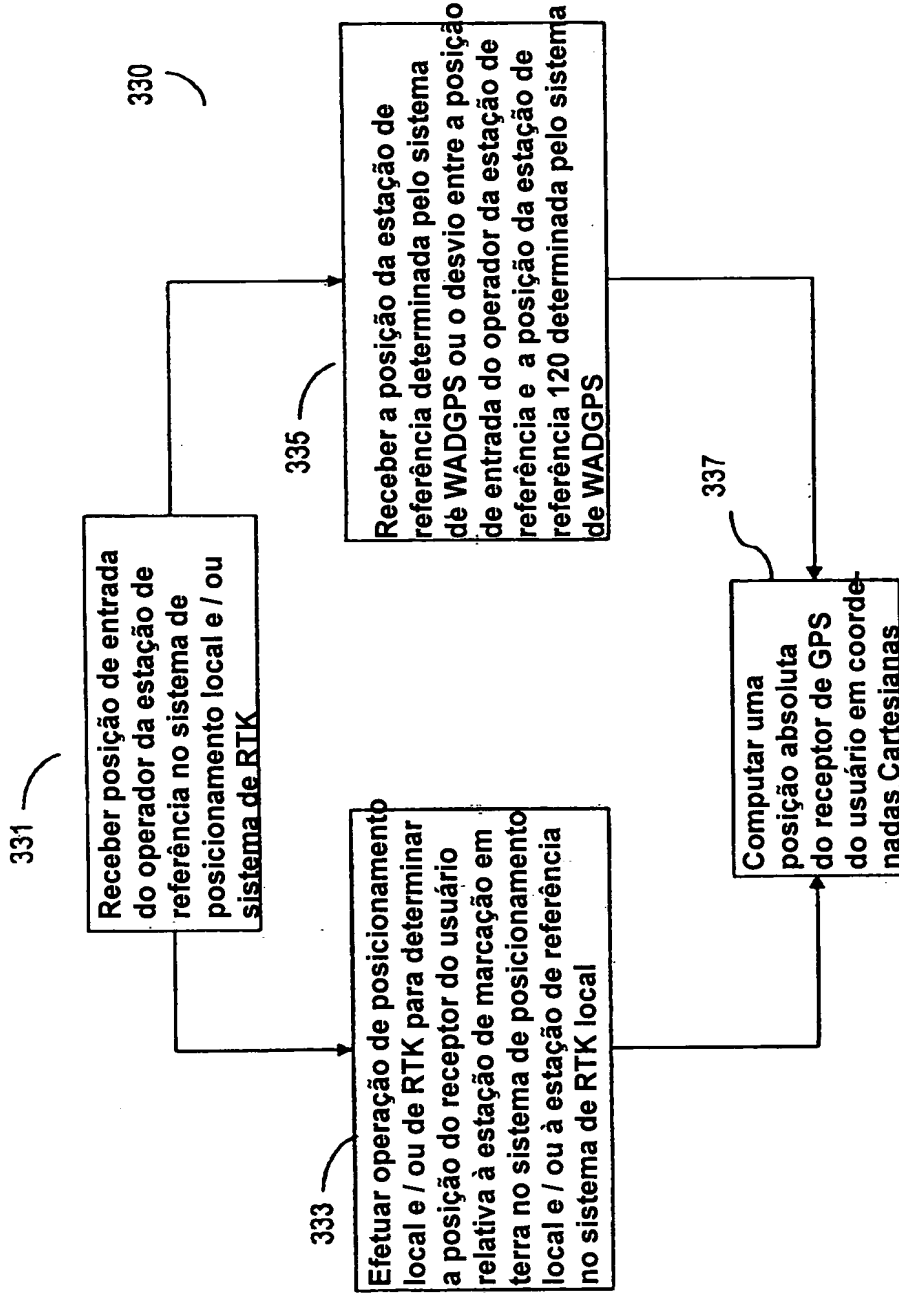 330
331
Receber posição de entrada
do operador da estação de
referência no sistema de
posicionamento local e / ou
sistema de RTK
333
Efetuar operação de posicionamento
local e / ou de RTK para determinar
a posição do receptor do usuário
relativa à estação de marcação em
terra no sistema de posicionamento
local e / ou à estação de referência
no sistema de RTK local
335
Receber a posição da estação de
referência determinada pelo sistema
de WADGPS ou o desvio entre a posição
de entrada do operador da estação de
referência e a posição da estação de
referência 120 determinada pelo sistema
de WADGPS
337
Computar uma
posição absoluta
do receptor de GPS
do usuário em coorde-
nadas Cartesianas